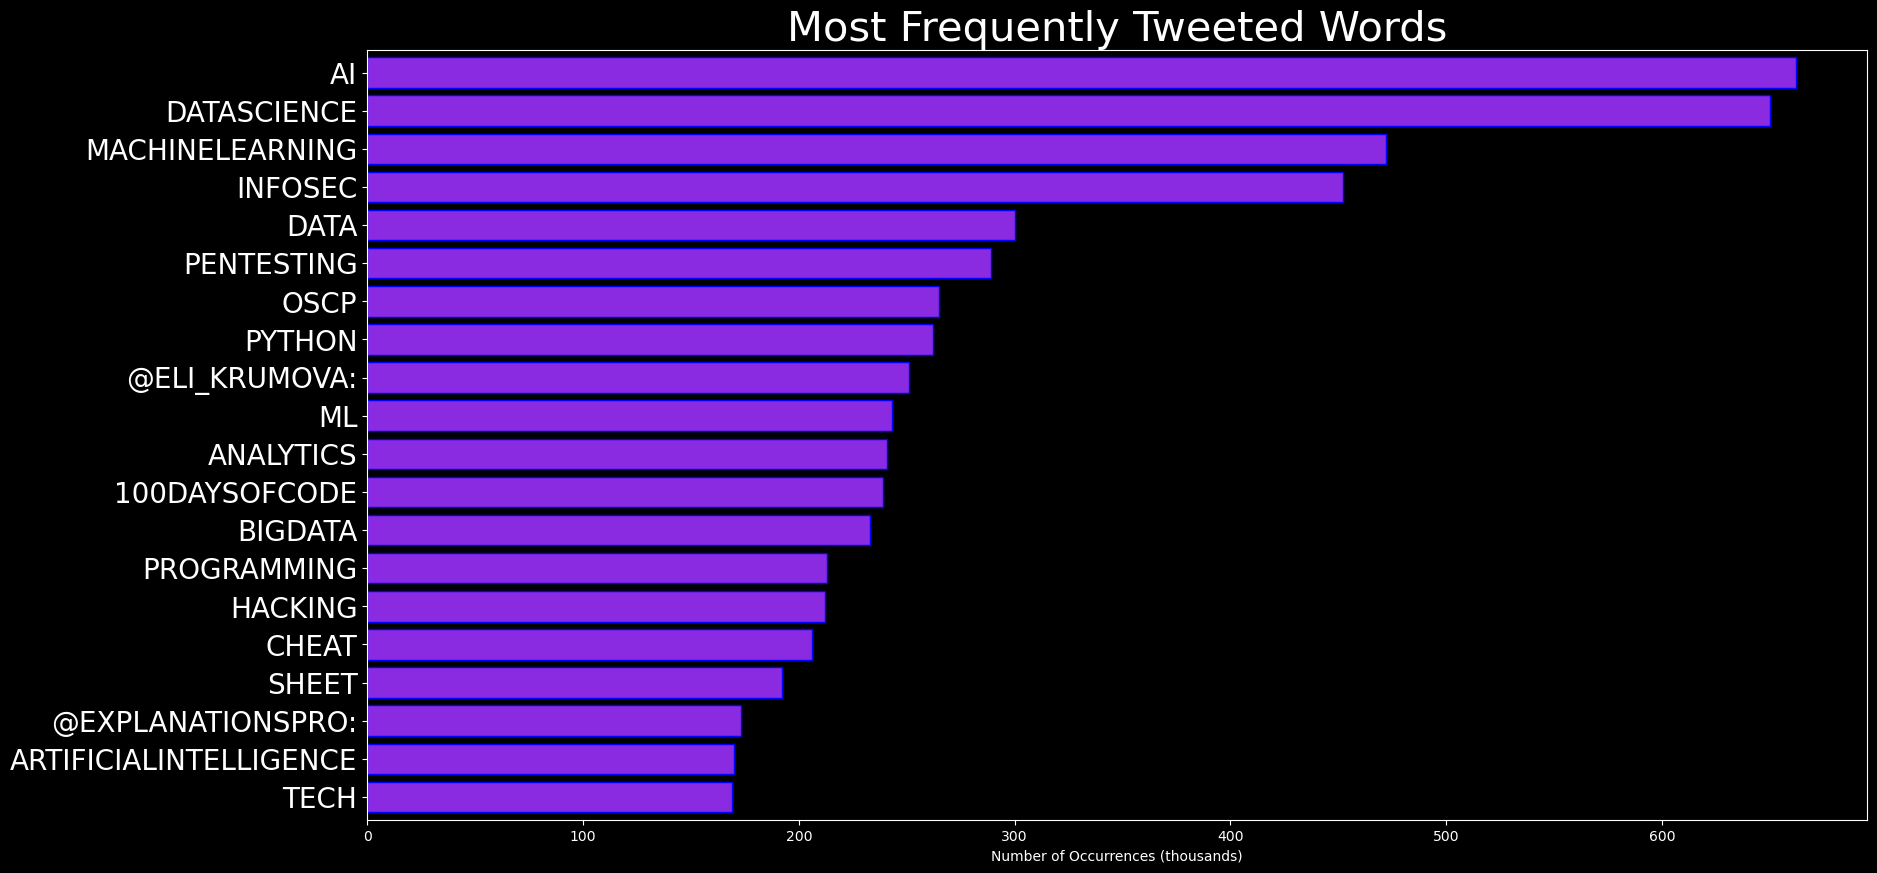 Most Frequently Tweeted Words
AI
DATASCIENCE
MACHINELEARNING
INFOSEC
DATA
PENTESTING
OSCP
PYTHON
@ELI_KRUMOVA:
ML
ANALYTICS
100DAYSOFCODE
BIGDATA
PROGRAMMING
HACKING
CHEAT
SHEET
@EXPLANATIONSPRO:
ARTIFICIALINTELLIGENCE
TECH
0 100 200 300 400 500 600
Number of Occurrences (thousands)